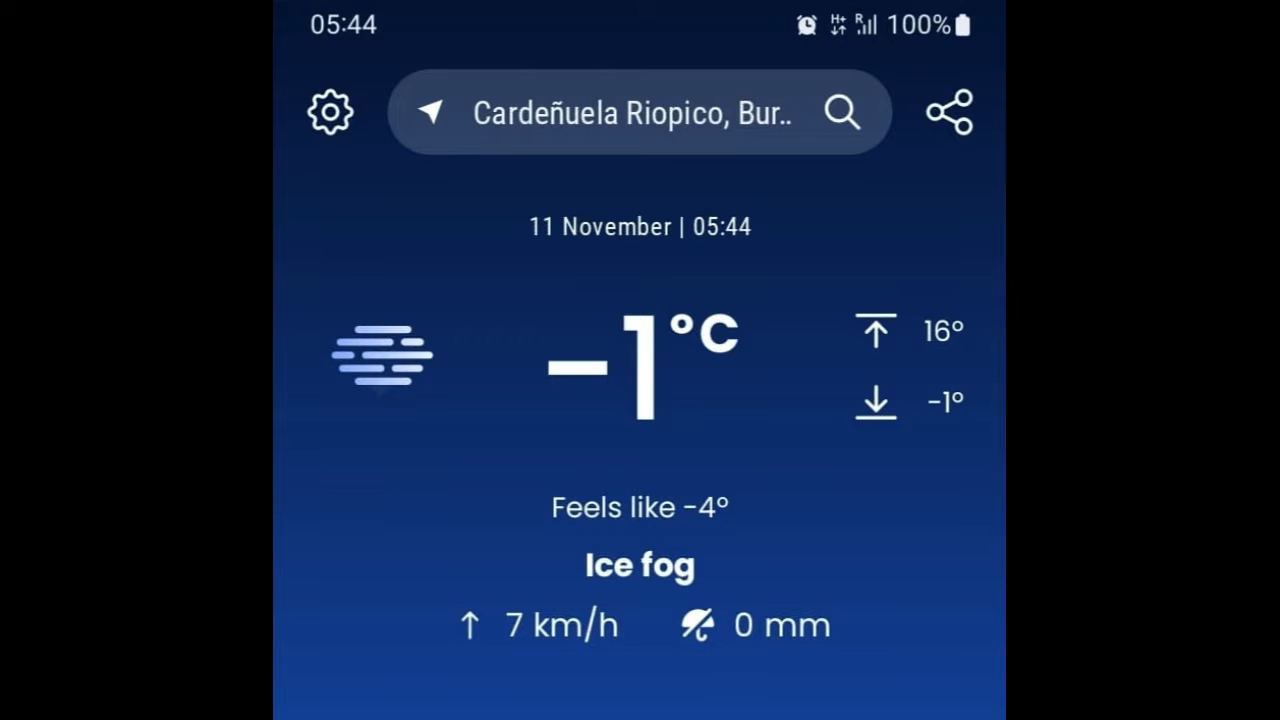 05:44
H+ R 100%
Cardeñuela Riopico, Bur..
11 November | 05:44
-1°C
16°
-1°
Feels like -4°
Ice fog
7 km/h 0 mm